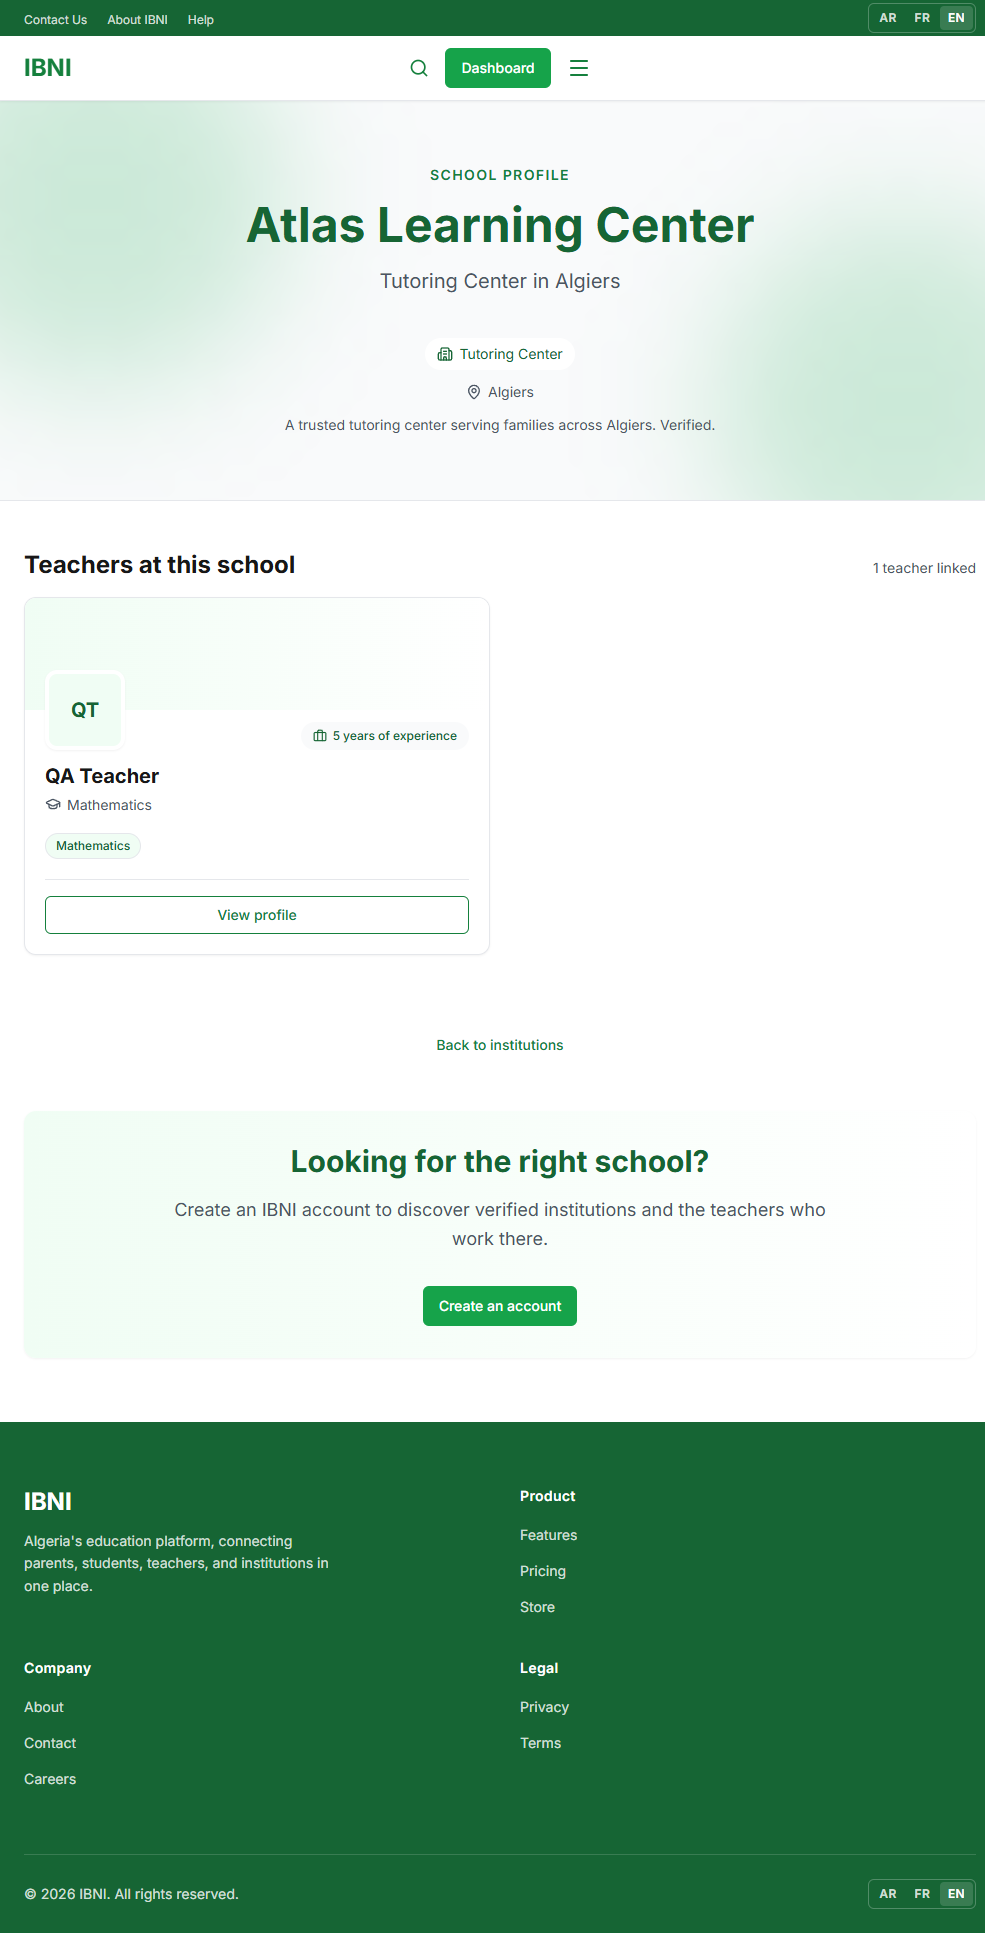 Contact Us About IBNI Help AR FR EN
IBNI Dashboard
SCHOOL PROFILE
Atlas Learning Center
Tutoring Center in Algiers
Tutoring Center
Algiers
A trusted tutoring center serving families across Algiers. Verified.
Teachers at this school
1 teacher linked
QT
5 years of experience
QA Teacher
Mathematics
Mathematics
View profile
Back to institutions
Looking for the right school?
Create an IBNI account to discover verified institutions and the teachers who
work there.
Create an account
IBNI
Algeria's education platform, connecting
parents, students, teachers, and institutions in
one place.
Product
Features
Pricing
Store
Company
About
Contact
Careers
Legal
Privacy
Terms
© 2026 IBNI. All rights reserved.
AR FR EN